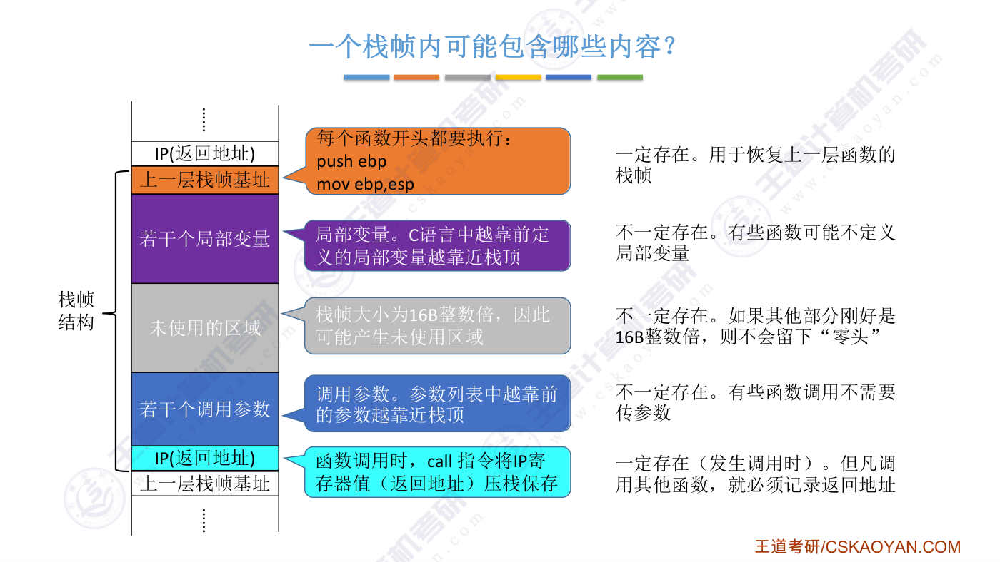 一个栈帧内可能包含哪些内容？
IP(返回地址)
上一层栈帧基址
若干个局部变量
未使用的区域
若干个调用参数
IP(返回地址)
上一层栈帧基址
栈帧
结构
每个函数开头都要执行：
push ebp
mov ebp,esp
一定存在。用于恢复上一层函数的
栈帧
局部变量。C语言中越靠前定
义的局部变量越靠近栈顶
不一定存在。有些函数可能不定义
局部变量
栈帧大小为16B整数倍，因此
可能产生未使用区域
不一定存在。如果其他部分刚好是
16B整数倍，则不会留下“零头”
调用参数。参数列表中越靠前
的参数越靠近栈顶
不一定存在。有些函数调用不需要
传参数
函数调用时，call 指令将IP寄
存器值（返回地址）压栈保存
一定存在（发生调用时）。但凡调
用其他函数，就必须记录返回地址
王道考研/CSKAOYAN.COM
王道计算机考研
www.cskaoyan.com